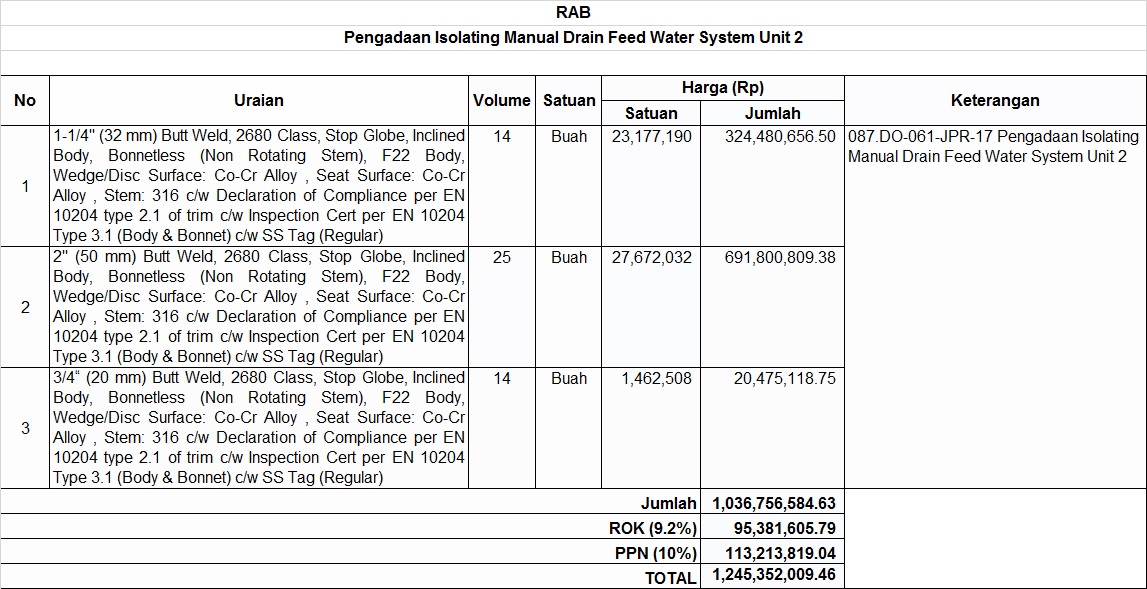 RAB
Pengadaan Isolating Manual Drain Feed Water System Unit 2
No Uraian Volume Satuan Harga (Rp) Keterangan
Satuan Jumlah
1
1-1/4" (32 mm) Butt Weld, 2680 Class, Stop Globe, Inclined
Body, Bonnetless (Non Rotating Stem), F22 Body,
Wedge/Disc Surface: Co-Cr Alloy , Seat Surface: Co-Cr
Alloy , Stem: 316 c/w Declaration of Compliance per EN
10204 type 2.1 of trim c/w Inspection Cert per EN 10204
Type 3.1 (Body & Bonnet) c/w SS Tag (Regular)
14 Buah 23,177,190 324,480,656.50
087.DO-061-JPR-17 Pengadaan Isolating
Manual Drain Feed Water System Unit 2
2
2" (50 mm) Butt Weld, 2680 Class, Stop Globe, Inclined
Body, Bonnetless (Non Rotating Stem), F22 Body,
Wedge/Disc Surface: Co-Cr Alloy , Seat Surface: Co-Cr
Alloy , Stem: 316 c/w Declaration of Compliance per EN
10204 type 2.1 of trim c/w Inspection Cert per EN 10204
Type 3.1 (Body & Bonnet) c/w SS Tag (Regular)
25 Buah 27,672,032 691,800,809.38
3
3/4“ (20 mm) Butt Weld, 2680 Class, Stop Globe, Inclined
Body, Bonnetless (Non Rotating Stem), F22 Body,
Wedge/Disc Surface: Co-Cr Alloy , Seat Surface: Co-Cr
Alloy , Stem: 316 c/w Declaration of Compliance per EN
10204 type 2.1 of trim c/w Inspection Cert per EN 10204
Type 3.1 (Body & Bonnet) c/w SS Tag (Regular)
14 Buah 1,462,508 20,475,118.75
Jumlah 1,036,756,584.63
ROK (9.2%) 95,381,605.79
PPN (10%) 113,213,819.04
TOTAL 1,245,352,009.46